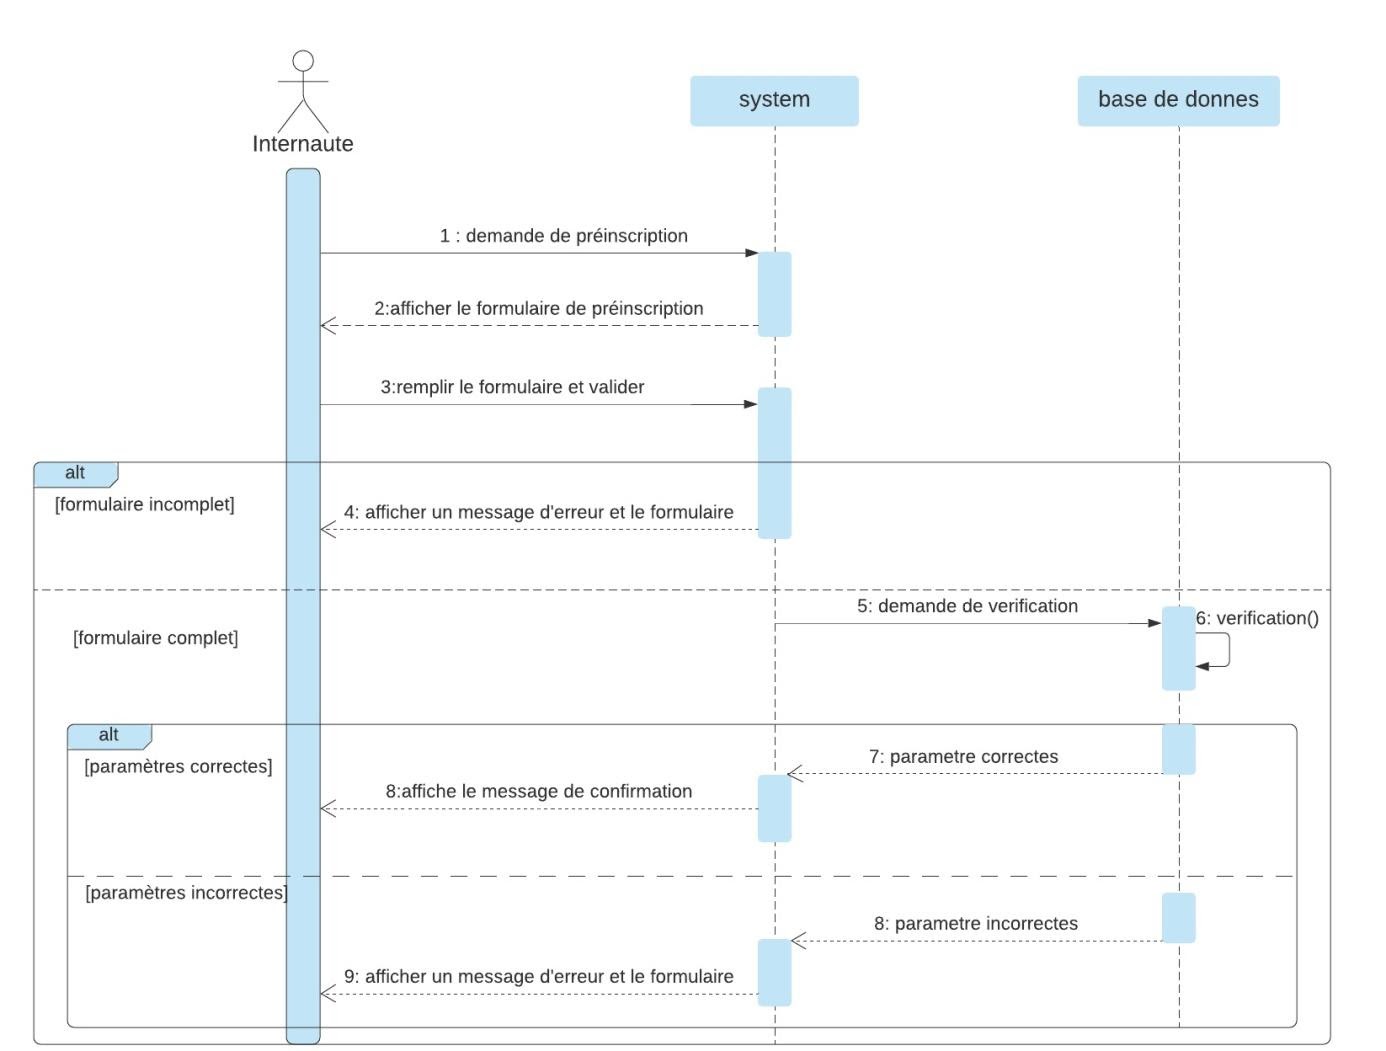 Internaute
system
base de donnes
1 : demande de préinscription
2:afficher le formulaire de préinscription
3:remplir le formulaire et valider
alt
[formulaire incomplet]
4: afficher un message d'erreur et le formulaire
5: demande de verification
6: verification()
[formulaire complet]
alt
[paramètres correctes]
7: parametre correctes
8:affiche le message de confirmation
[paramètres incorrectes]
8: parametre incorrectes
9: afficher un message d'erreur et le formulaire